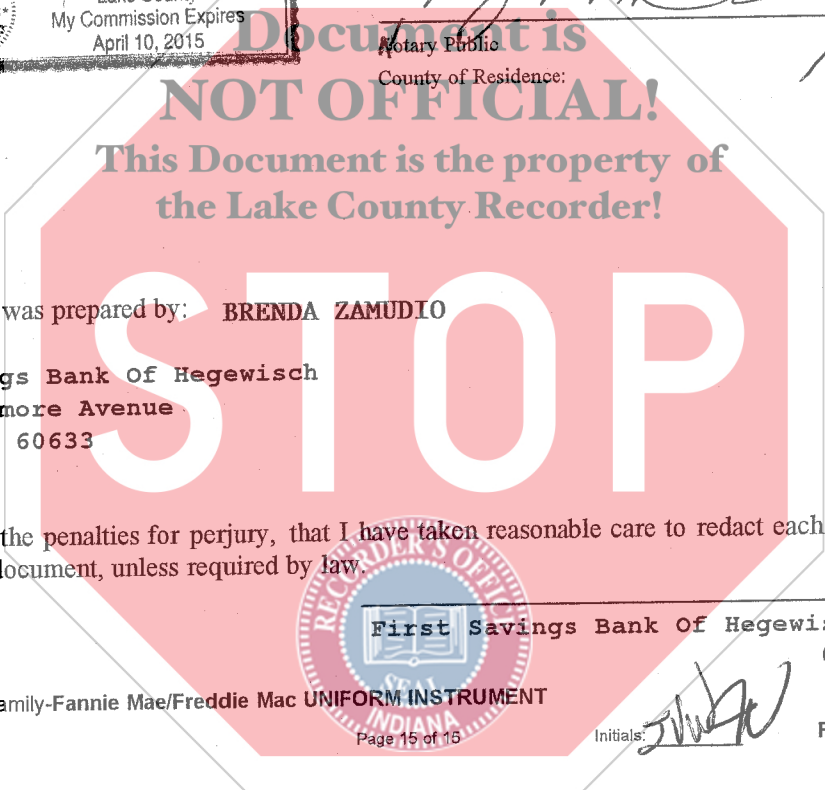 My Commission Expires
April 10, 2015
Document is
Notary Public
County of Residence:
NOT OFFICIAL!
This Document is the property of
the Lake County Recorder!
STOP
was prepared by: BRENDA ZAMUDIO
gs Bank Of Hegewisch
more Avenue
60633
the penalties for perjury, that I have taken reasonable care to redact each
document, unless required by law.
RECORDER'S OFFICE
First Savings Bank Of Hegewis
SEAL
amily-Fannie Mae/Freddie Mac UNIFORM INSTRUMENT
INDIANA
Page 15 of 15
Initials: